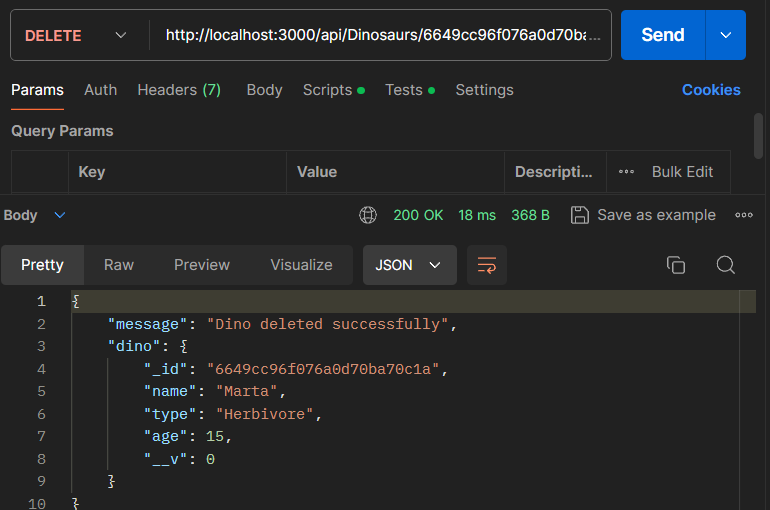 DELETE http://localhost:3000/api/Dinosaurs/6649cc96f076a0d70ba... Send
Params Auth Headers (7) Body Scripts Tests Settings Cookies
Query Params
Key Value Descripti... Bulk Edit
Body 200 OK 18 ms 368 B Save as example
Pretty Raw Preview Visualize JSON
1 {
2 "message": "Dino deleted successfully",
3 "dino": {
4 "_id": "6649cc96f076a0d70ba70c1a",
5 "name": "Marta",
6 "type": "Herbivore",
7 "age": 15,
8 "__v": 0
9 }
10 }